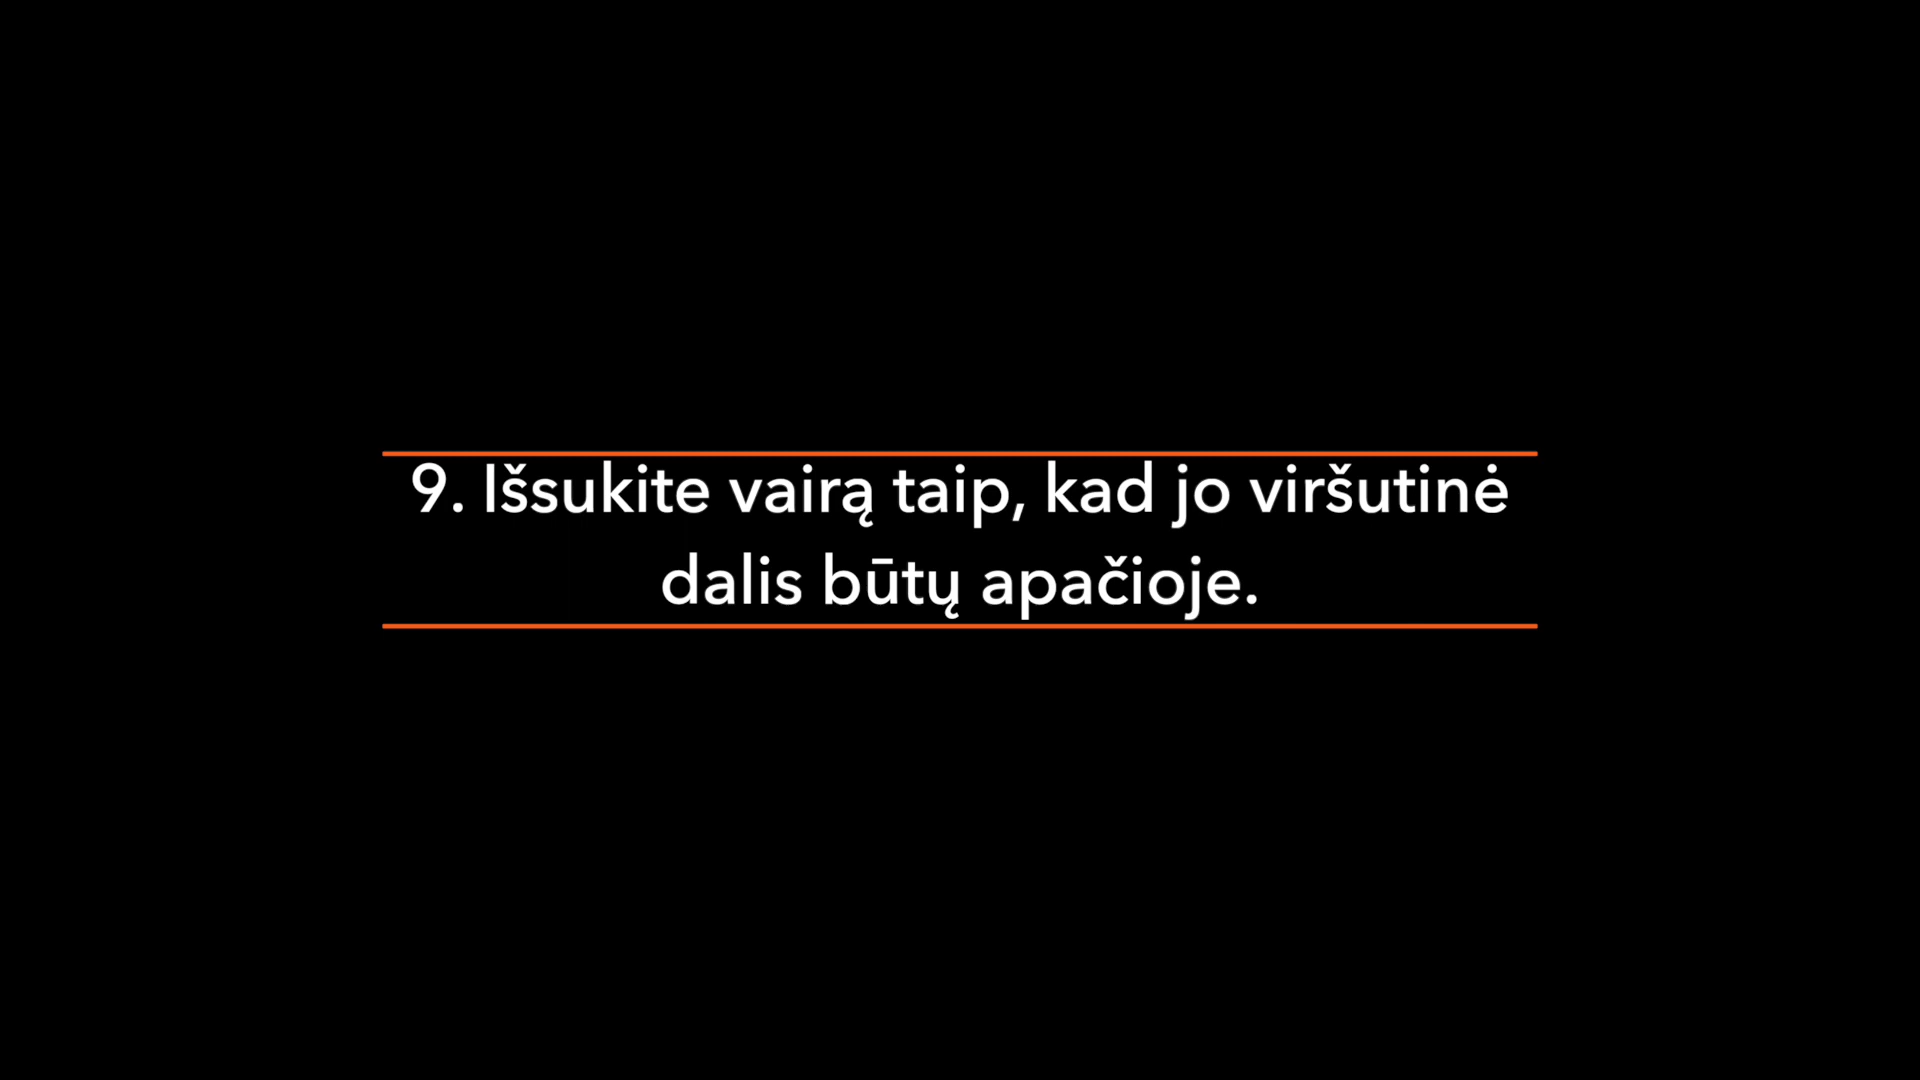 9. Išsukite vairą taip, kad jo viršutinė
dalis būtų apačioje.